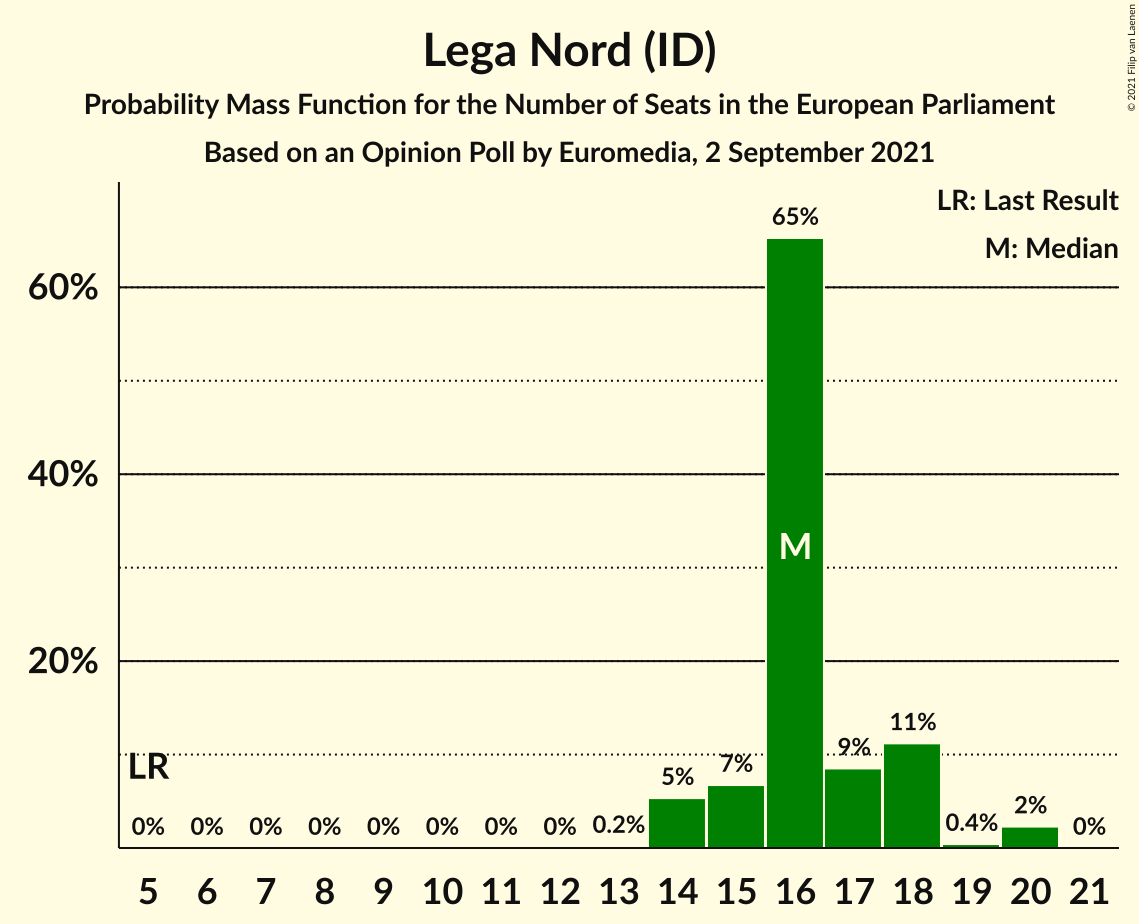 Lega Nord (ID)
Probability Mass Function for the Number of Seats in the European Parliament
Based on an Opinion Poll by Euromedia, 2 September 2021
© 2021 Filip van Laenen
LR: Last Result
M: Median
60%
40%
20%
65%
M
LR
0% 0% 0% 0% 0% 0% 0% 0% 0.2% 5% 7% 9% 11% 0.4% 2% 0%
5 6 7 8 9 10 11 12 13 14 15 16 17 18 19 20 21